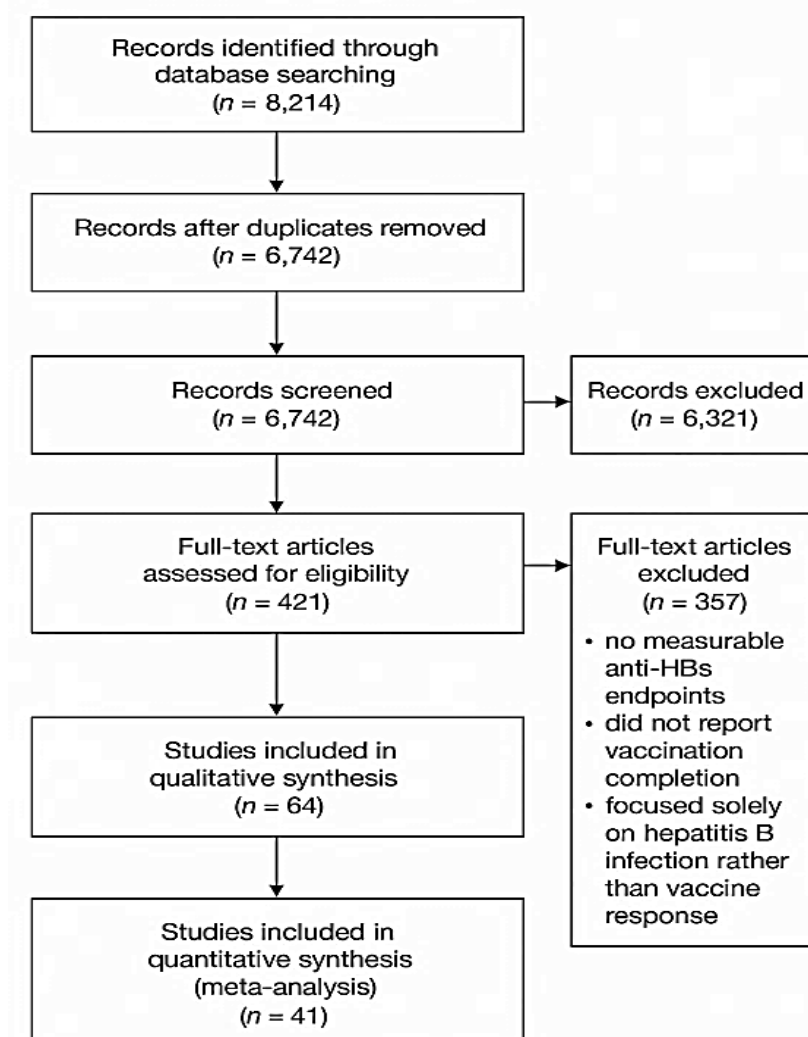 Records identified through
database searching
(n = 8,214)
Records after duplicates removed
(n = 6,742)
Records screened
(n = 6,742)
Records excluded
(n = 6,321)
Full-text articles
assessed for eligibility
(n = 421)
Full-text articles
excluded
(n = 357)
• no measurable
anti-HBs
endpoints
• did not report
vaccination
completion
• focused solely
on hepatitis B
infection rather
than vaccine
response
Studies included in
qualitative synthesis
(n = 64)
Studies included in
quantitative synthesis
(meta-analysis)
(n = 41)